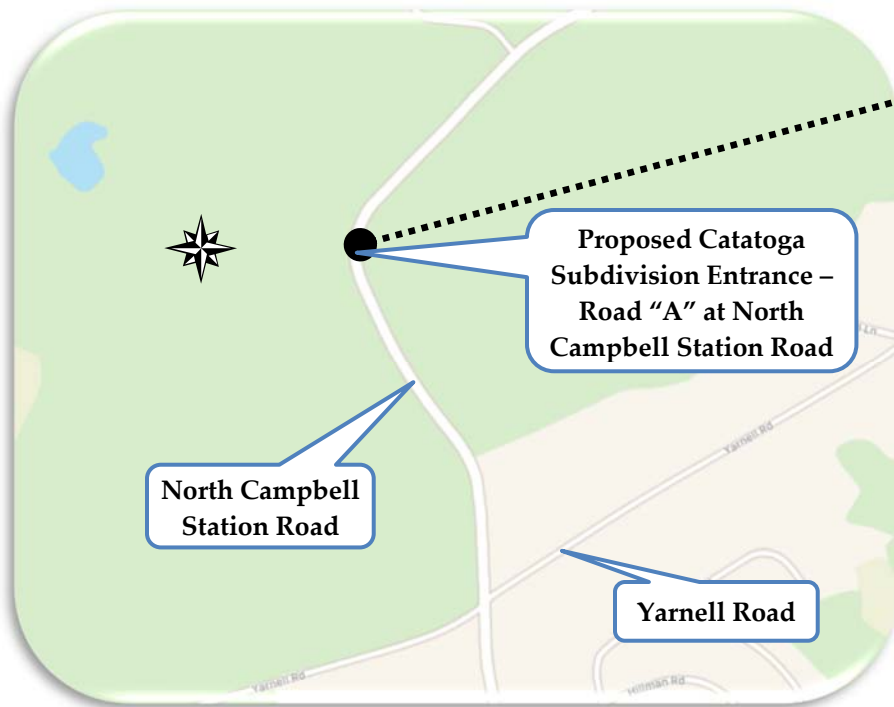 Proposed Catatoga
Subdivision Entrance –
Road “A” at North
Campbell Station Road
Ln
Yarnell Rd
North Campbell
Station Road
Yarnell Road
Yarnell Rd
Hillman Rd